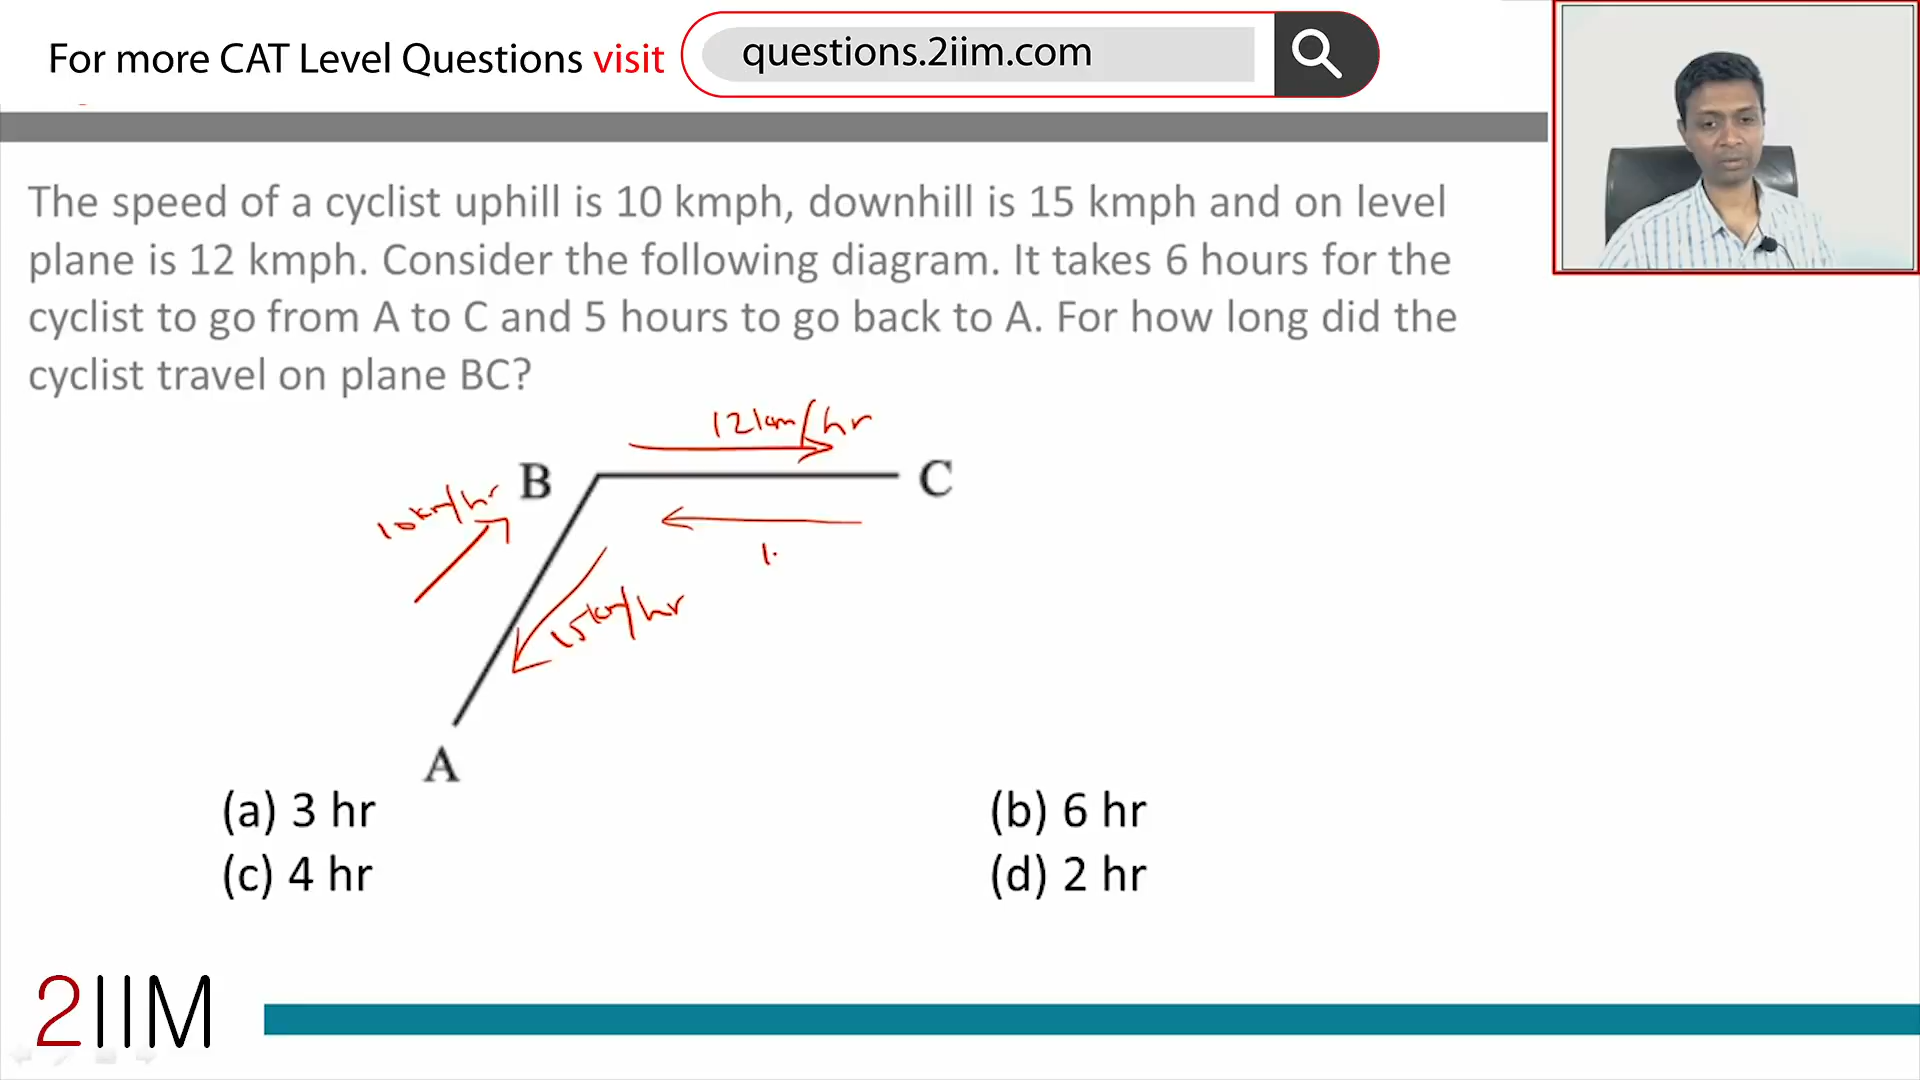 For more CAT Level Questions visit questions.2iim.com
The speed of a cyclist uphill is 10 kmph, downhill is 15 kmph and on level
plane is 12 kmph. Consider the following diagram. It takes 6 hours for the
cyclist to go from A to C and 5 hours to go back to A. For how long did the
cyclist travel on plane BC?
12km/hr
B
C
10km/hr
1
15km/hr
A
(a) 3 hr
(b) 6 hr
(c) 4 hr
(d) 2 hr
2IIM